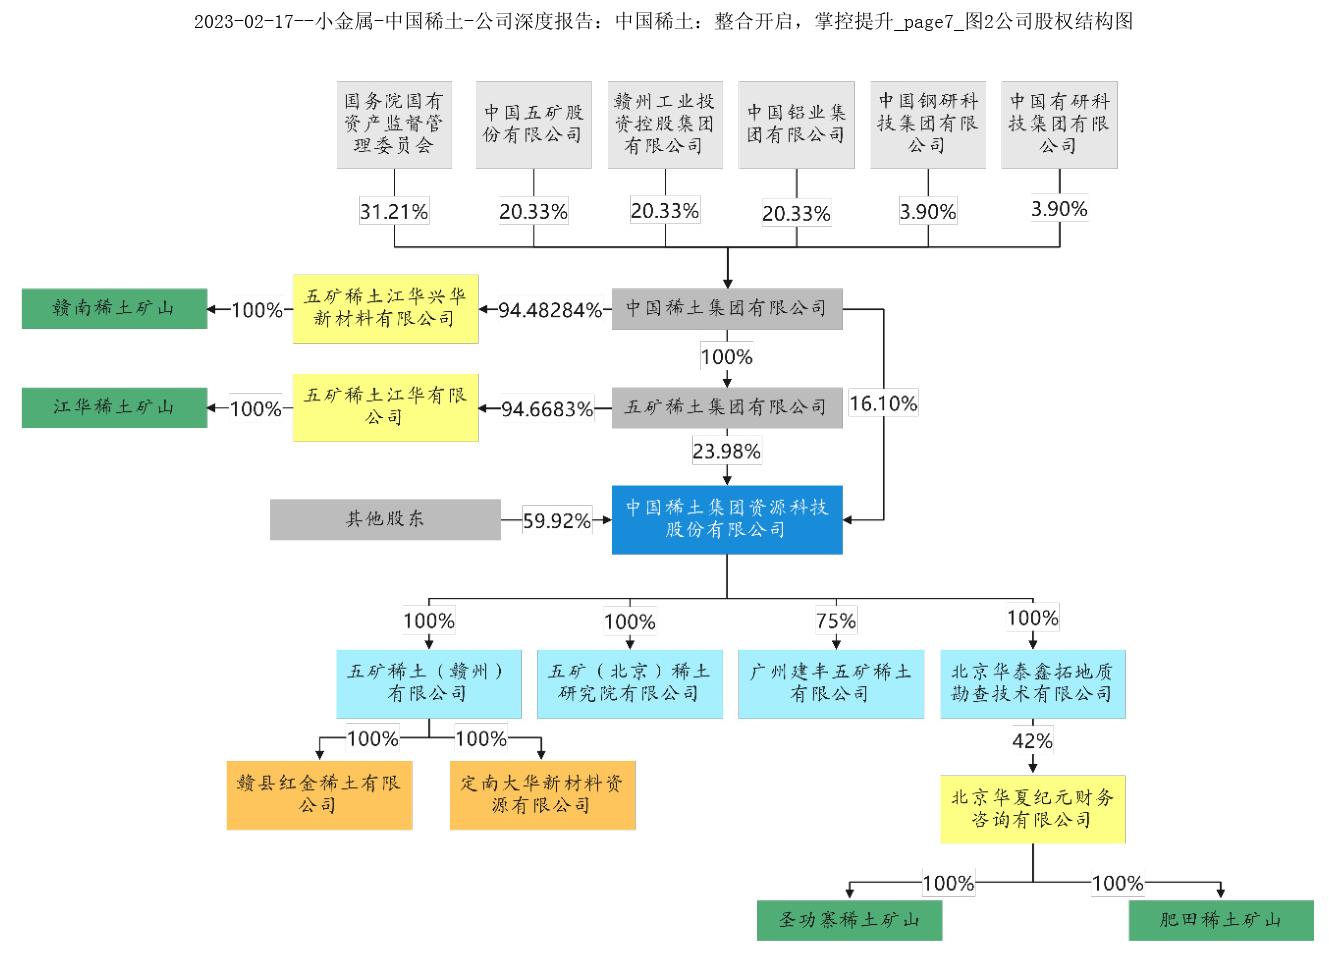 2023-02-17--小金属-中国稀土-公司深度报告：中国稀土：整合开启，掌控提升_page7_图2公司股权结构图
国务院国有
资产监督管
理委员会
中国五矿股
份有限公司
赣州工业投
资控股集团
有限公司
中国铝业集
团有限公司
中国钢研科
技集团有限
公司
中国有研科
技集团有限
公司
31.21%
20.33%
20.33%
20.33%
3.90%
3.90%
赣南稀土矿山
100%
五矿稀土江华兴华
新材料有限公司
94.48284%
中国稀土集团有限公司
100%
江华稀土矿山
100%
五矿稀土江华有限
公司
94.6683%
五矿稀土集团有限公司
16.10%
23.98%
其他股东
59.92%
中国稀土集团资源科技
股份有限公司
100%
100%
75%
100%
五矿稀土（赣州）
有限公司
五矿（北京）稀土
研究院有限公司
广州建丰五矿稀土
有限公司
北京华泰鑫拓地质
勘查技术有限公司
100%
100%
42%
赣县红金稀土有限
公司
定南大华新材料资
源有限公司
北京华夏纪元财务
咨询有限公司
100%
100%
圣功寨稀土矿山
肥田稀土矿山